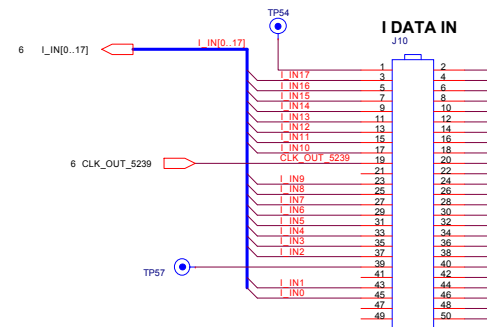 TP54
I DATA IN
J10
6 I_IN[0..17]
I_IN[0..17]
1 2
I_IN17 3 4
I_IN16 5 6
I_IN15 7 8
I_IN14 9 10
I_IN13 11 12
I_IN12 13 14
I_IN11 15 16
I_IN10 17 18
6 CLK_OUT_5239 CLK_OUT_5239 19 20
21 22
I_IN9 23 24
I_IN8 25 26
I_IN7 27 28
I_IN6 29 30
I_IN5 31 32
I_IN4 33 34
I_IN3 35 36
I_IN2 37 38
TP57 39 40
41 42
I_IN1 43 44
I_IN0 45 46
47 48
49 50